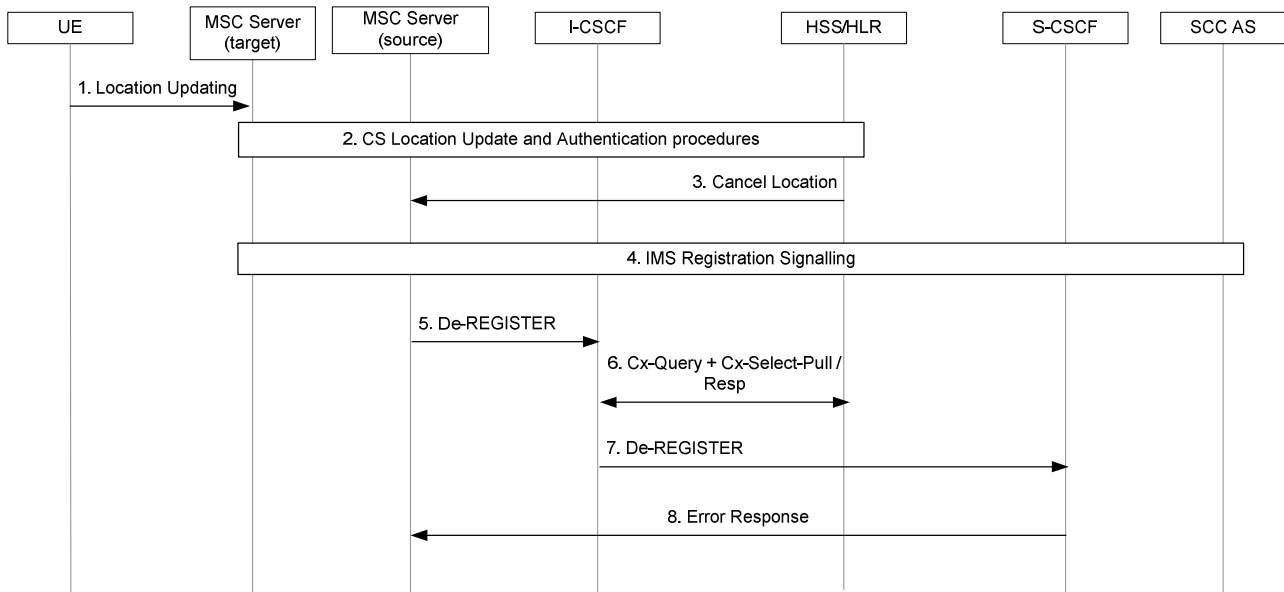 UE
MSC Server
(target)
MSC Server
(source)
I-CSCF
HSS/HLR
S-CSCF
SCC AS
1. Location Updating
2. CS Location Update and Authentication procedures
3. Cancel Location
4. IMS Registration Signalling
5. De-REGISTER
6. Cx-Query + Cx-Select-Pull /
Resp
7. De-REGISTER
8. Error Response